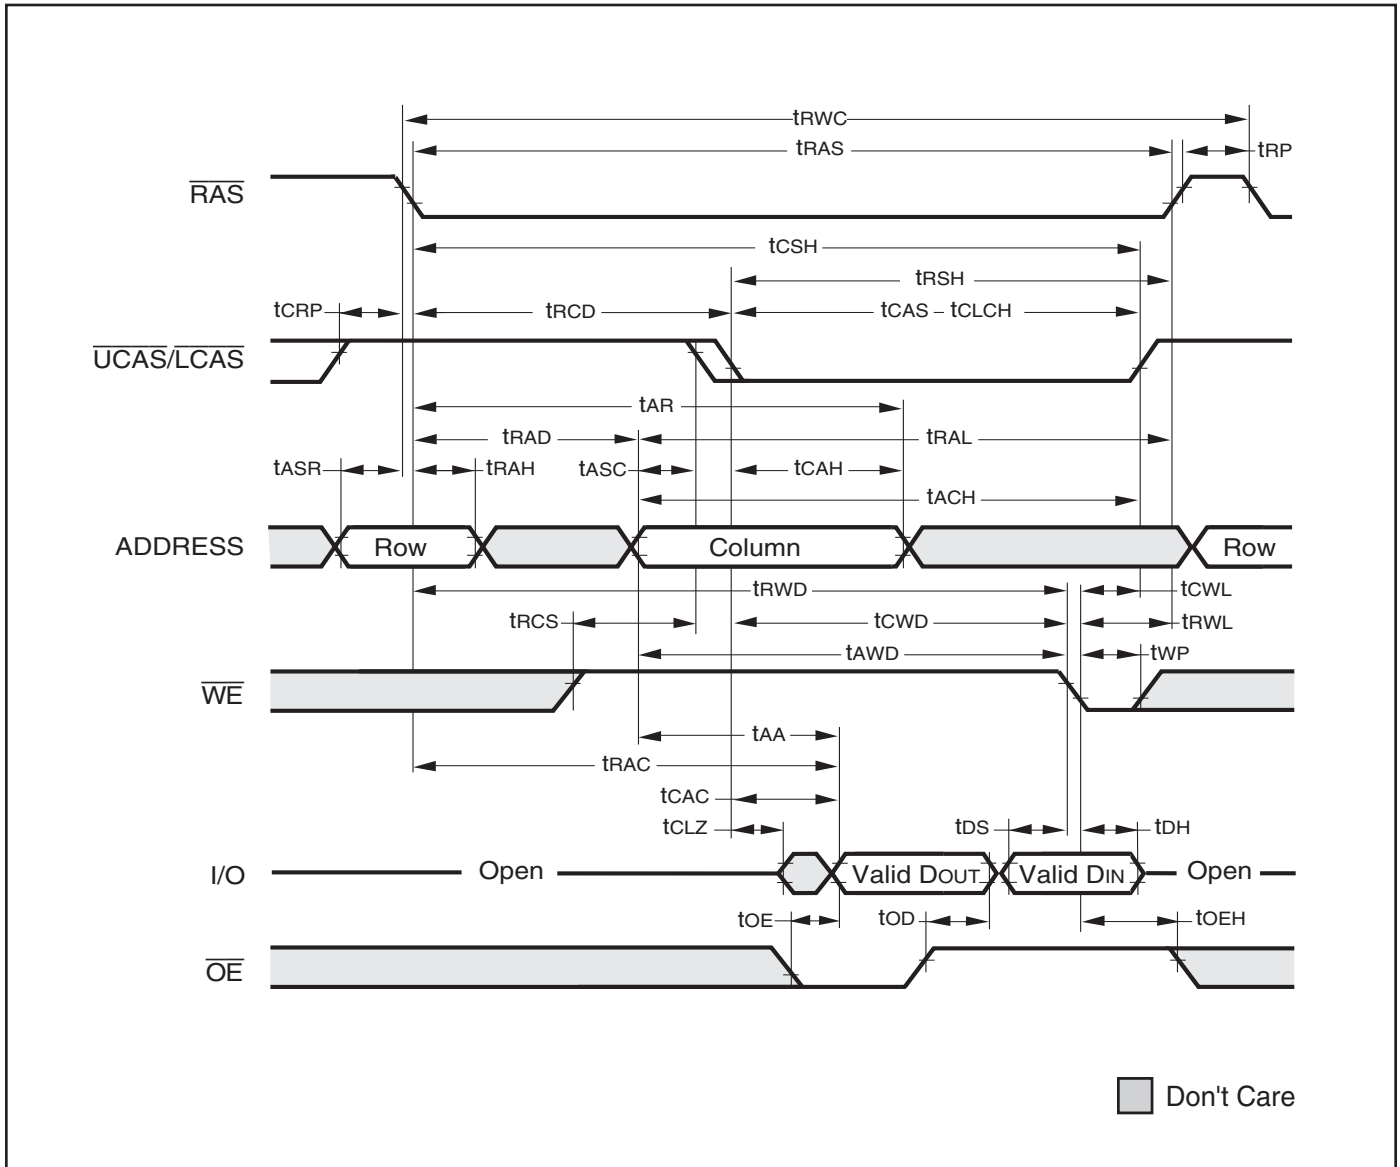 tRWC
tRAS
tRP
RAS
tCSH
tRSH
tCRP
tRCD
tCAS – tCLCH
UCAS/LCAS
tAR
tRAD
tRAL
tASR
tRAH
tASC
tCAH
tACH
ADDRESS
Row
Column
Row
tRWD
tCWL
tRCS
tCWD
tRWL
tAWD
tWP
WE
tAA
tRAC
tCAC
tCLZ
tDS
tDH
I/O
Open
Valid DOUT
Valid DIN
Open
tOE
tOD
tOEH
OE
Don't Care